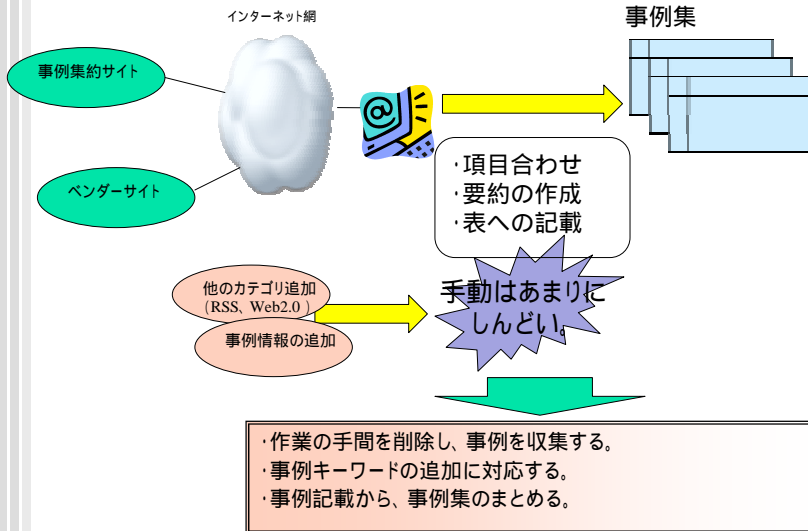 インターネット網
事例集
事例集約サイト
ベンダーサイト
・項目合わせ
・要約の作成
・表への記載
他のカテゴリ追加
(RSS、Web2.0 )
事例情報の追加
手動はあまりに
しんどい。
・作業の手間を削除し、事例を収集する。
・事例キーワードの追加に対応する。
・事例記載から、事例集のまとめる。